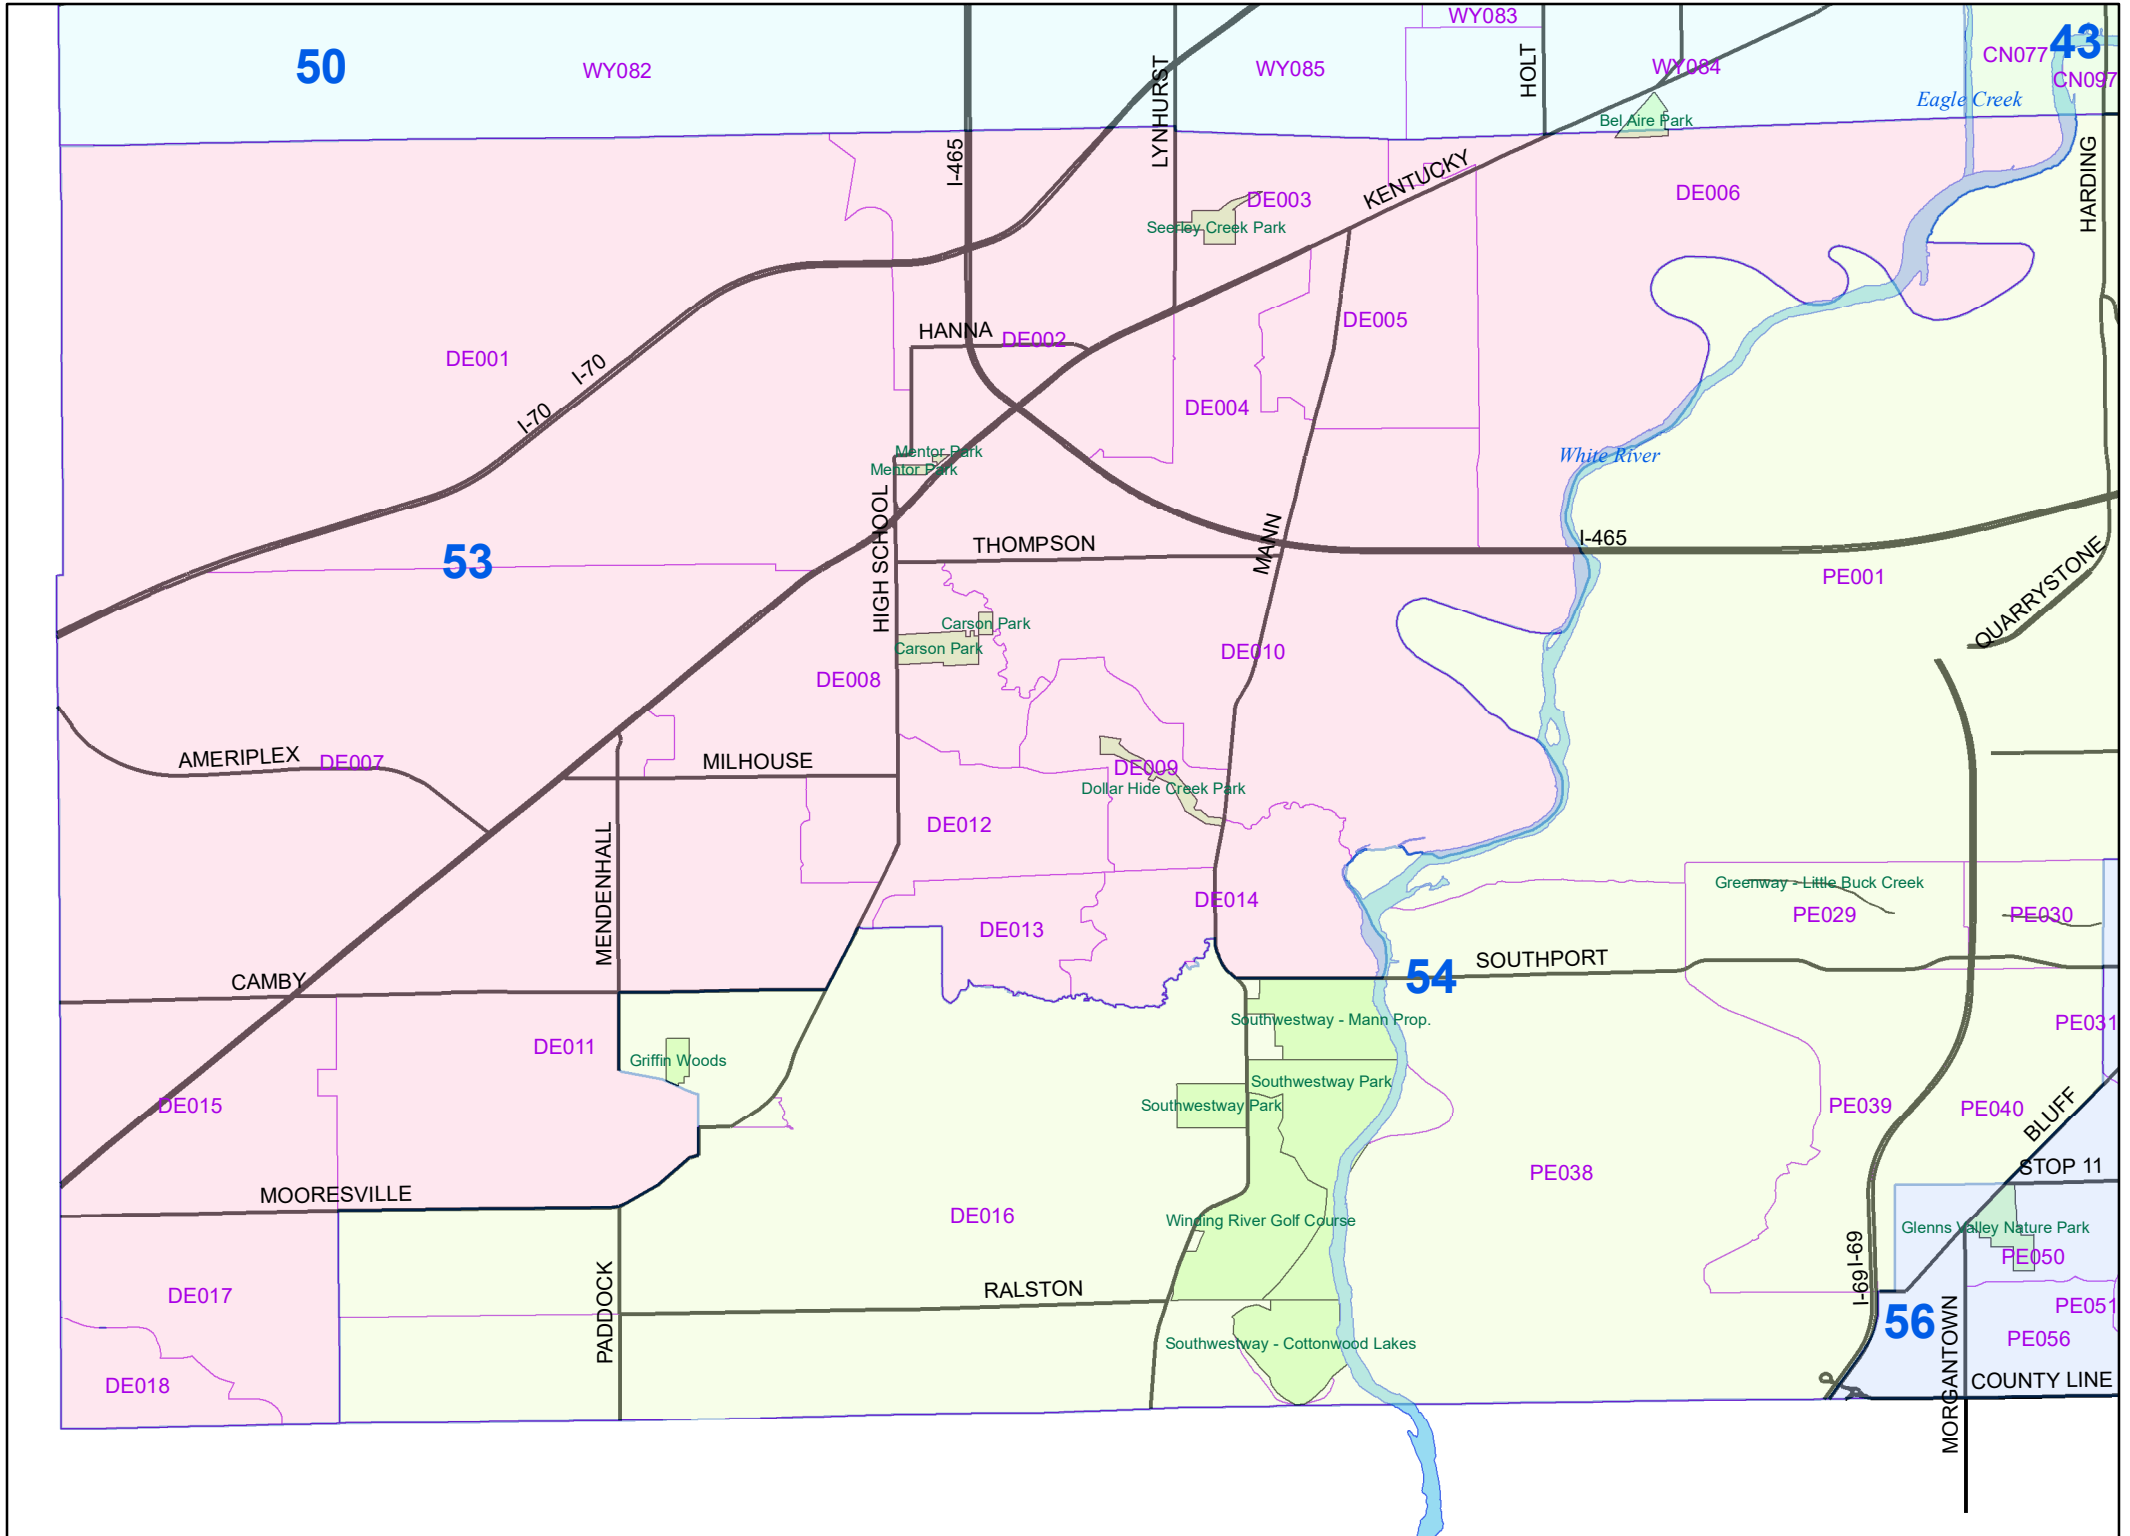 WY083
50
WY082
WY085
HOLT
WY084
CN077
43
CN097
Eagle Creek
LYNHURST
Bel Aire Park
I-465
KENTUCKY
HARDING
DE003
DE006
Seerley Creek Park
HANNA
DE002
DE005
DE001
I-70
I-70
DE004
Mentor Park
Mentor Park
White River
HIGH SCHOOL
THOMPSON
MANN
I-465
53
PE001
QUARRYSTONE
Carson Park
Carson Park
DE010
DE008
AMERIPLEX
DE007
MILHOUSE
DE009
Dollar Hide Creek Park
DE012
MENDENHALL
Greenway - Little Buck Creek
PE029
PE030
DE014
DE013
SOUTHPORT
54
CAMBY
Southwestway - Mann Prop.
PE031
DE011
Griffin Woods
Southwestway Park
Southwestway Park
DE015
PE039
PE040
BLUFF
STOP 11
PE038
MOORESVILLE
DE016
Winding River Golf Course
Glenns Valley Nature Park
PE050
I-69
I-69
DE017
PADDOCK
RALSTON
PE051
56
PE056
Southwestway - Cottonwood Lakes
MORGANTOWN
COUNTY LINE
DE018